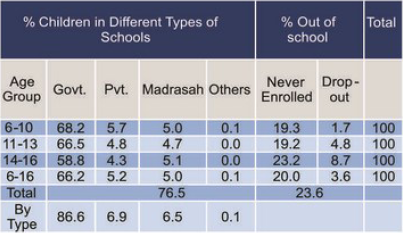 % Children in Different Types of Schools % Out of school Total
Age Group Govt. Pvt. Madrasah Others Never Enrolled Drop-out
6-10 68.2 5.7 5.0 0.1 19.3 1.7 100
11-13 66.5 4.8 4.7 0.0 19.2 4.8 100
14-16 58.8 4.3 5.1 0.0 23.2 8.7 100
6-16 66.2 5.2 5.0 0.1 20.0 3.6 100
Total 76.5 23.6
By Type 86.6 6.9 6.5 0.1